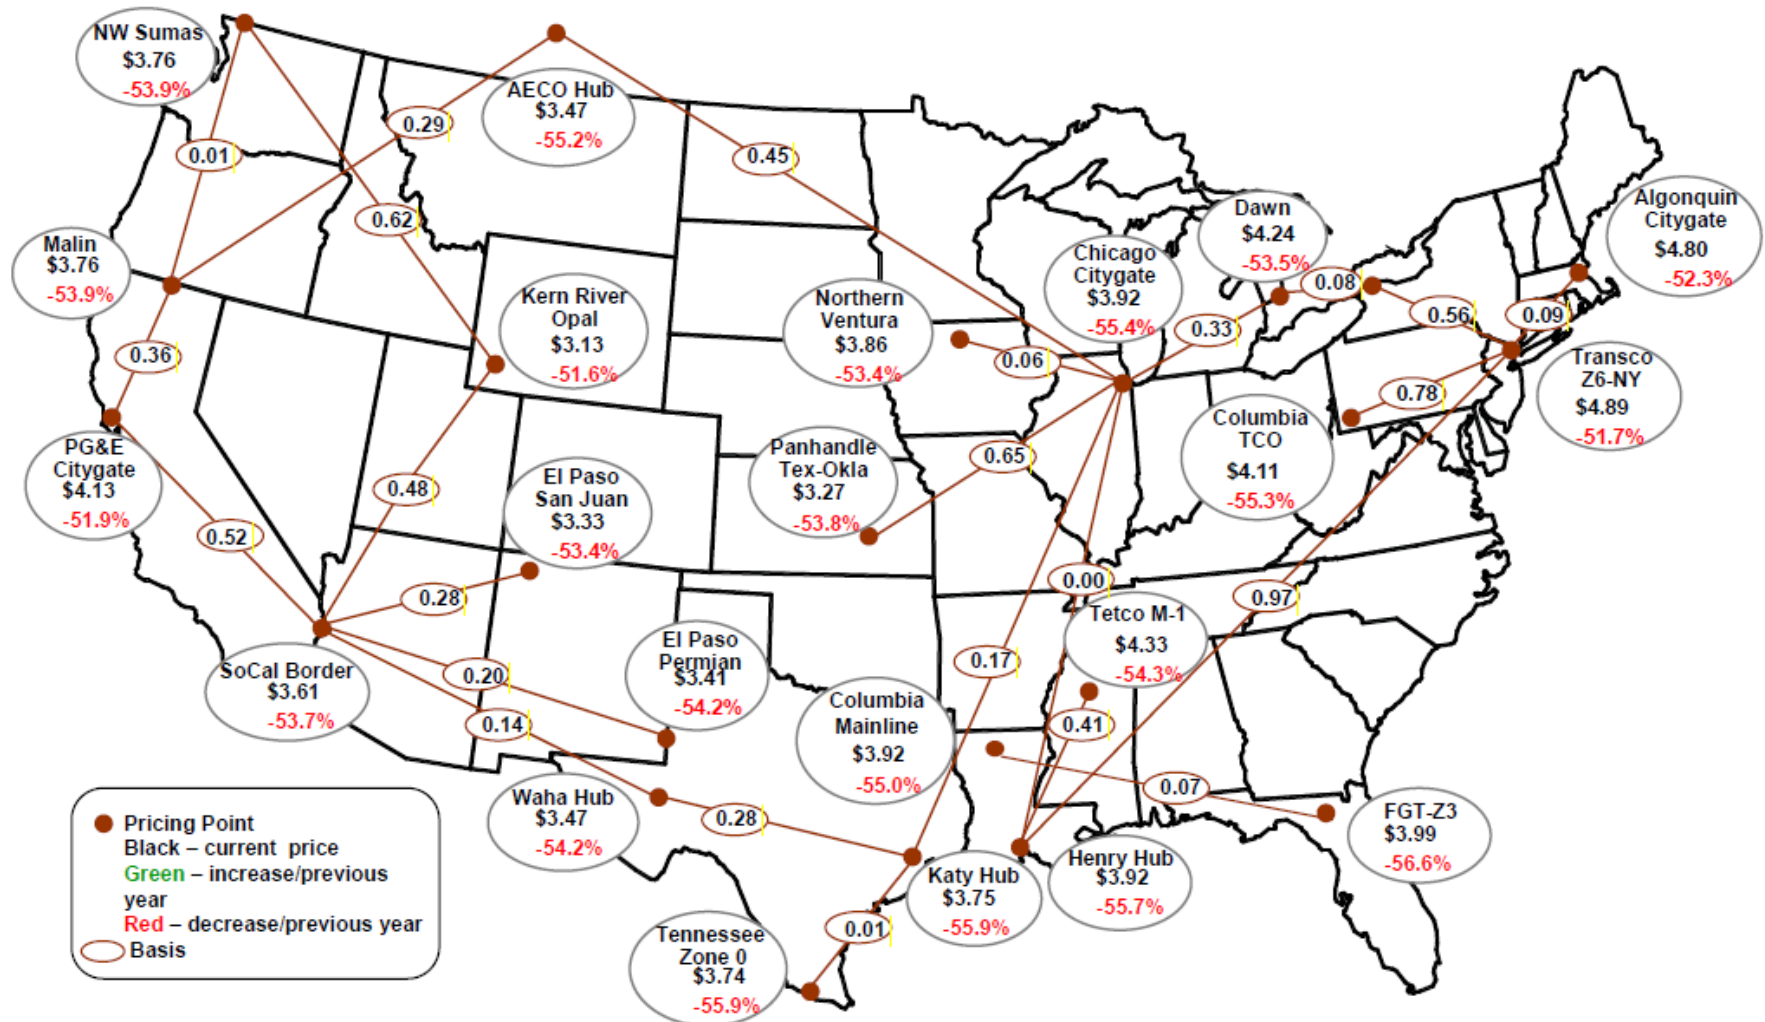 NW Sumas
$3.76
-53.9%
AECO Hub
$3.47
-55.2%
0.29
0.01
0.45
0.62
Malin
$3.76
-53.9%
Kern River
Opal
$3.13
-51.6%
Northern
Ventura
$3.86
-53.4%
Chicago
Citygate
$3.92
-55.4%
Dawn
$4.24
-53.5%
Algonquin
Citygate
$4.80
-52.3%
0.08
0.56
0.09
0.33
0.06
0.36
Transco
Z6-NY
$4.89
-51.7%
0.78
Columbia
TCO
$4.11
-55.3%
PG&E
Citygate
$4.13
-51.9%
0.48
0.52
El Paso
San Juan
$3.33
-53.4%
Panhandle
Tex-Okla
$3.27
-53.8%
0.65
0.28
0.00
0.97
Tetco M-1
$4.33
-54.3%
SoCal Border
$3.61
-53.7%
0.20
0.14
El Paso
Permian
$3.41
-54.2%
0.17
Columbia
Mainline
$3.92
-55.0%
0.41
0.07
Waha Hub
$3.47
-54.2%
0.28
FGT-Z3
$3.99
-56.6%
Katy Hub
$3.75
-55.9%
Henry Hub
$3.92
-55.7%
0.01
Tennessee
Zone 0
$3.74
-55.9%
Pricing Point
Black – current price
Green – increase/previous
year
Red – decrease/previous year
Basis